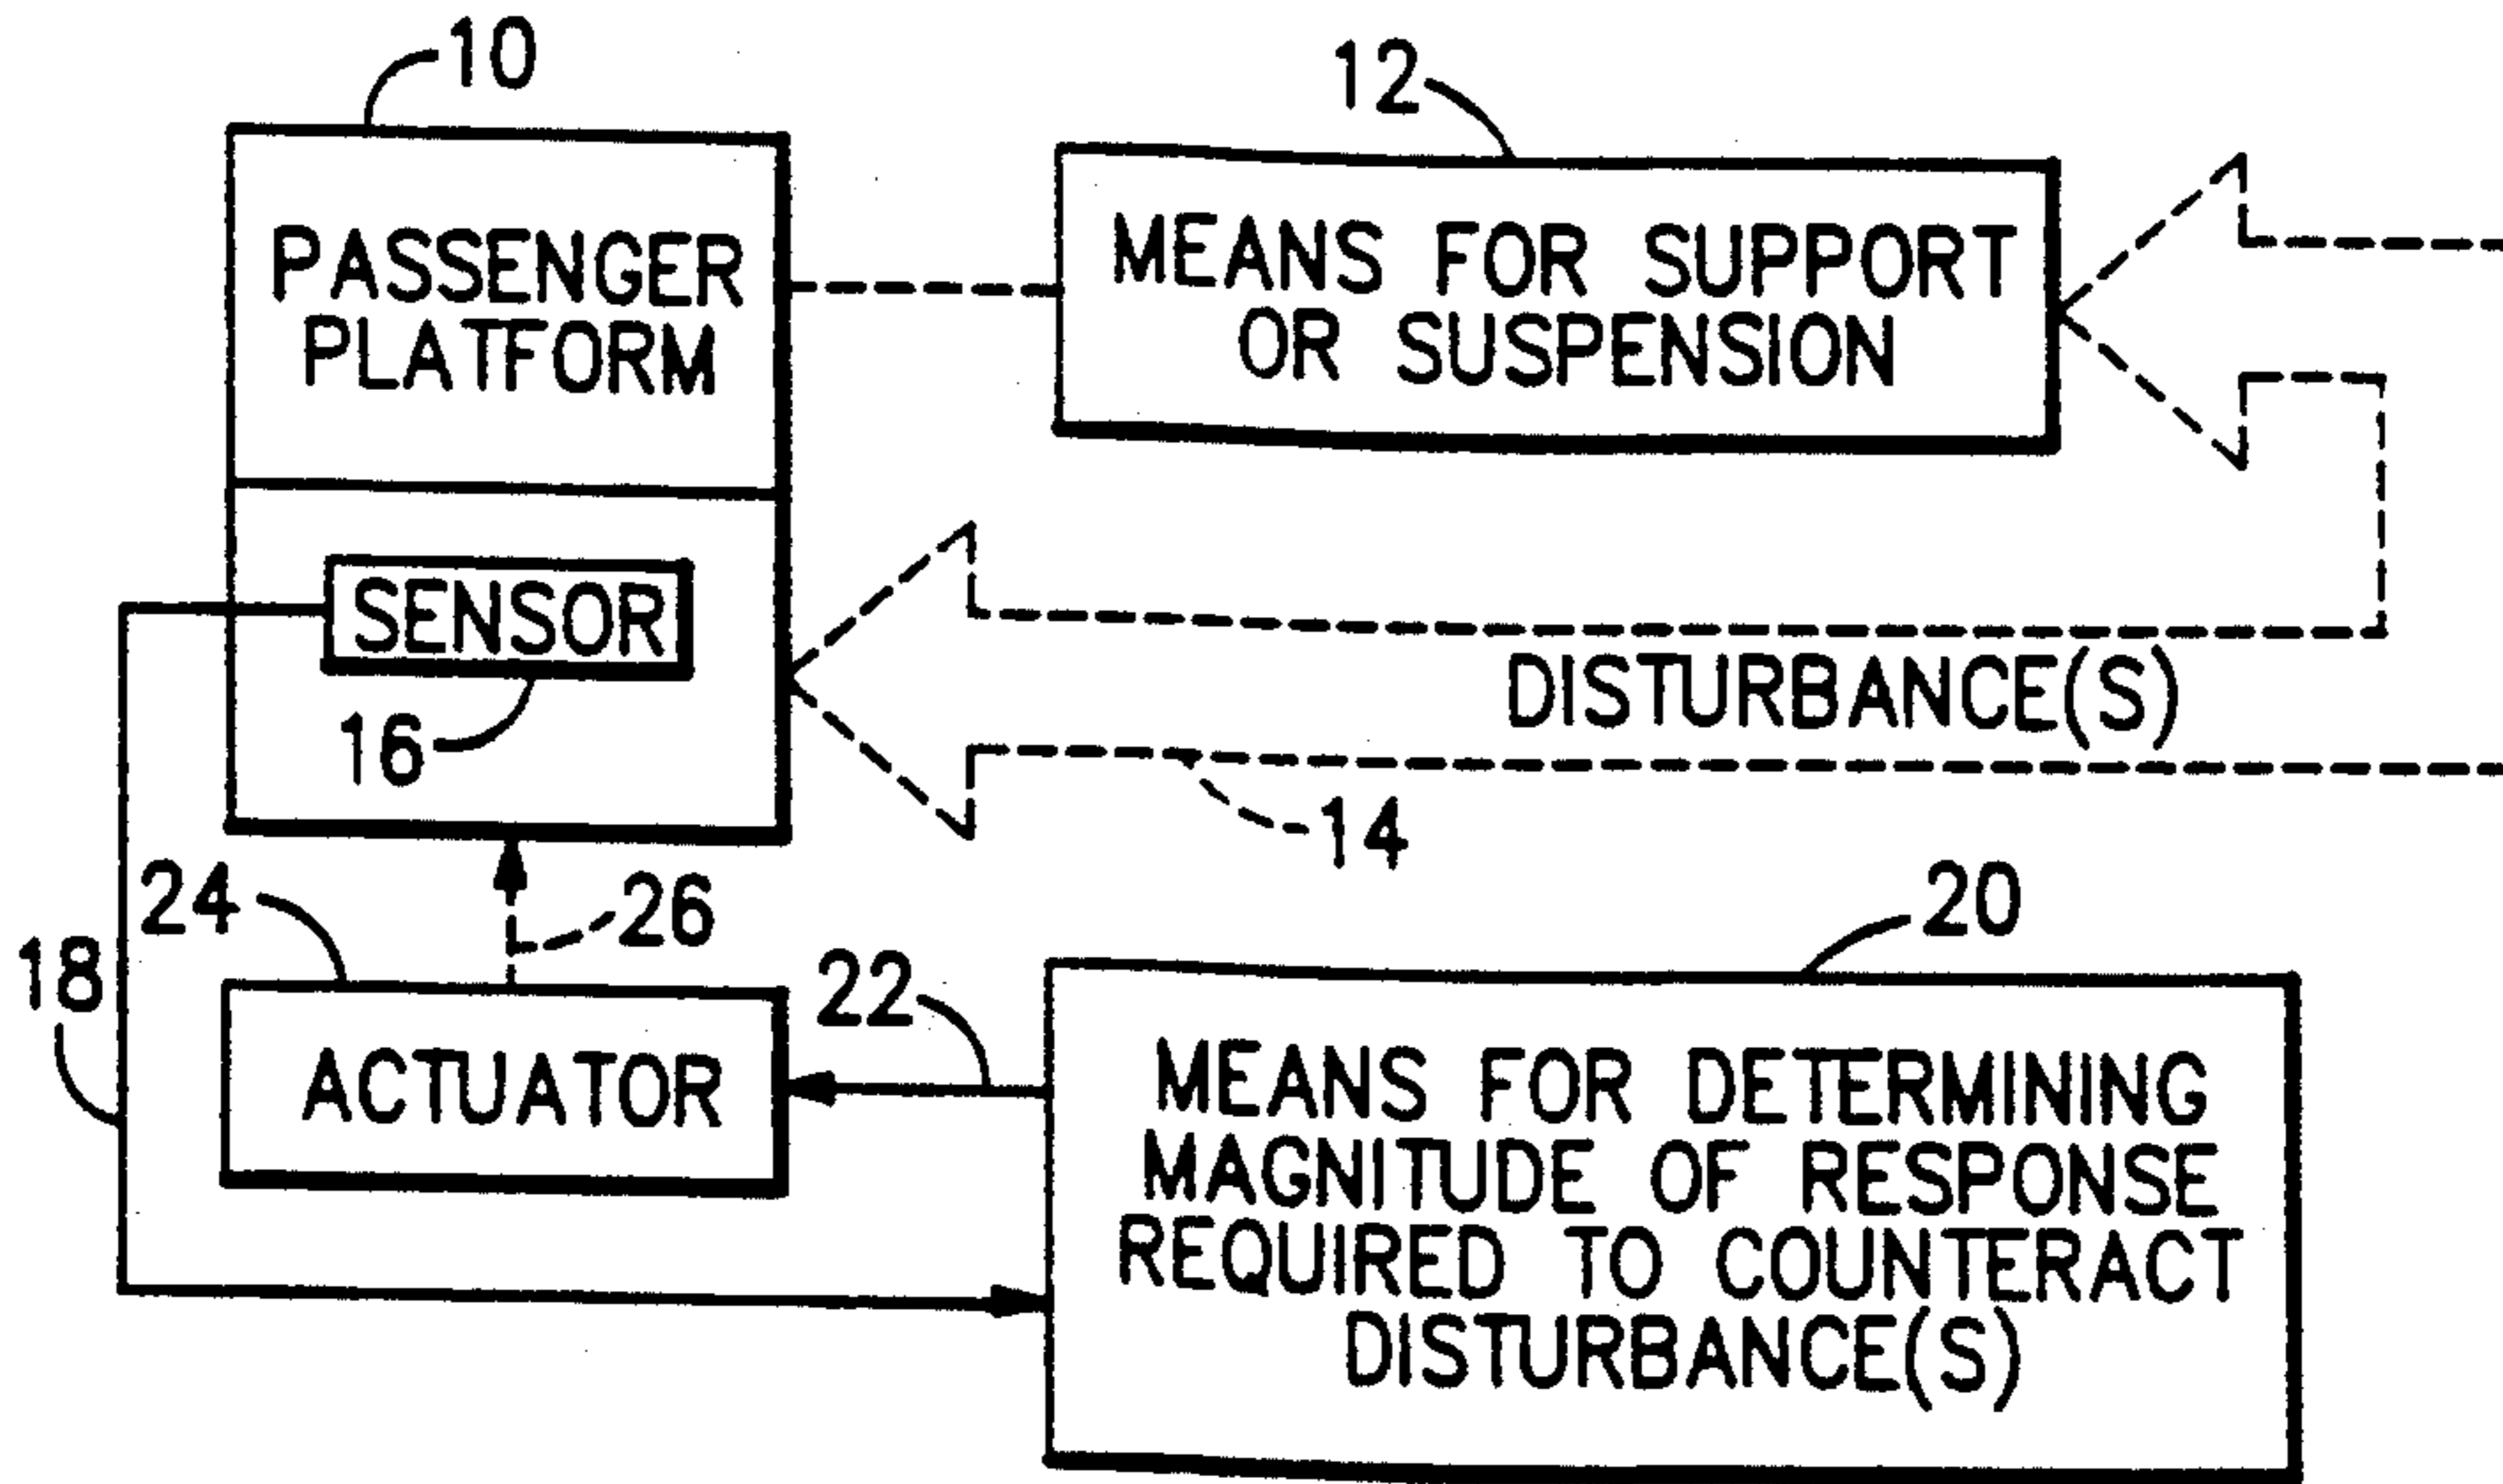 10
12
PASSENGER
PLATFORM
MEANS FOR SUPPORT
OR SUSPENSION
SENSOR
DISTURBANCE(S)
16
14
24
26
20
18
22
ACTUATOR
MEANS FOR DETERMINING
MAGNITUDE OF RESPONSE
REQUIRED TO COUNTERACT
DISTURBANCE(S)